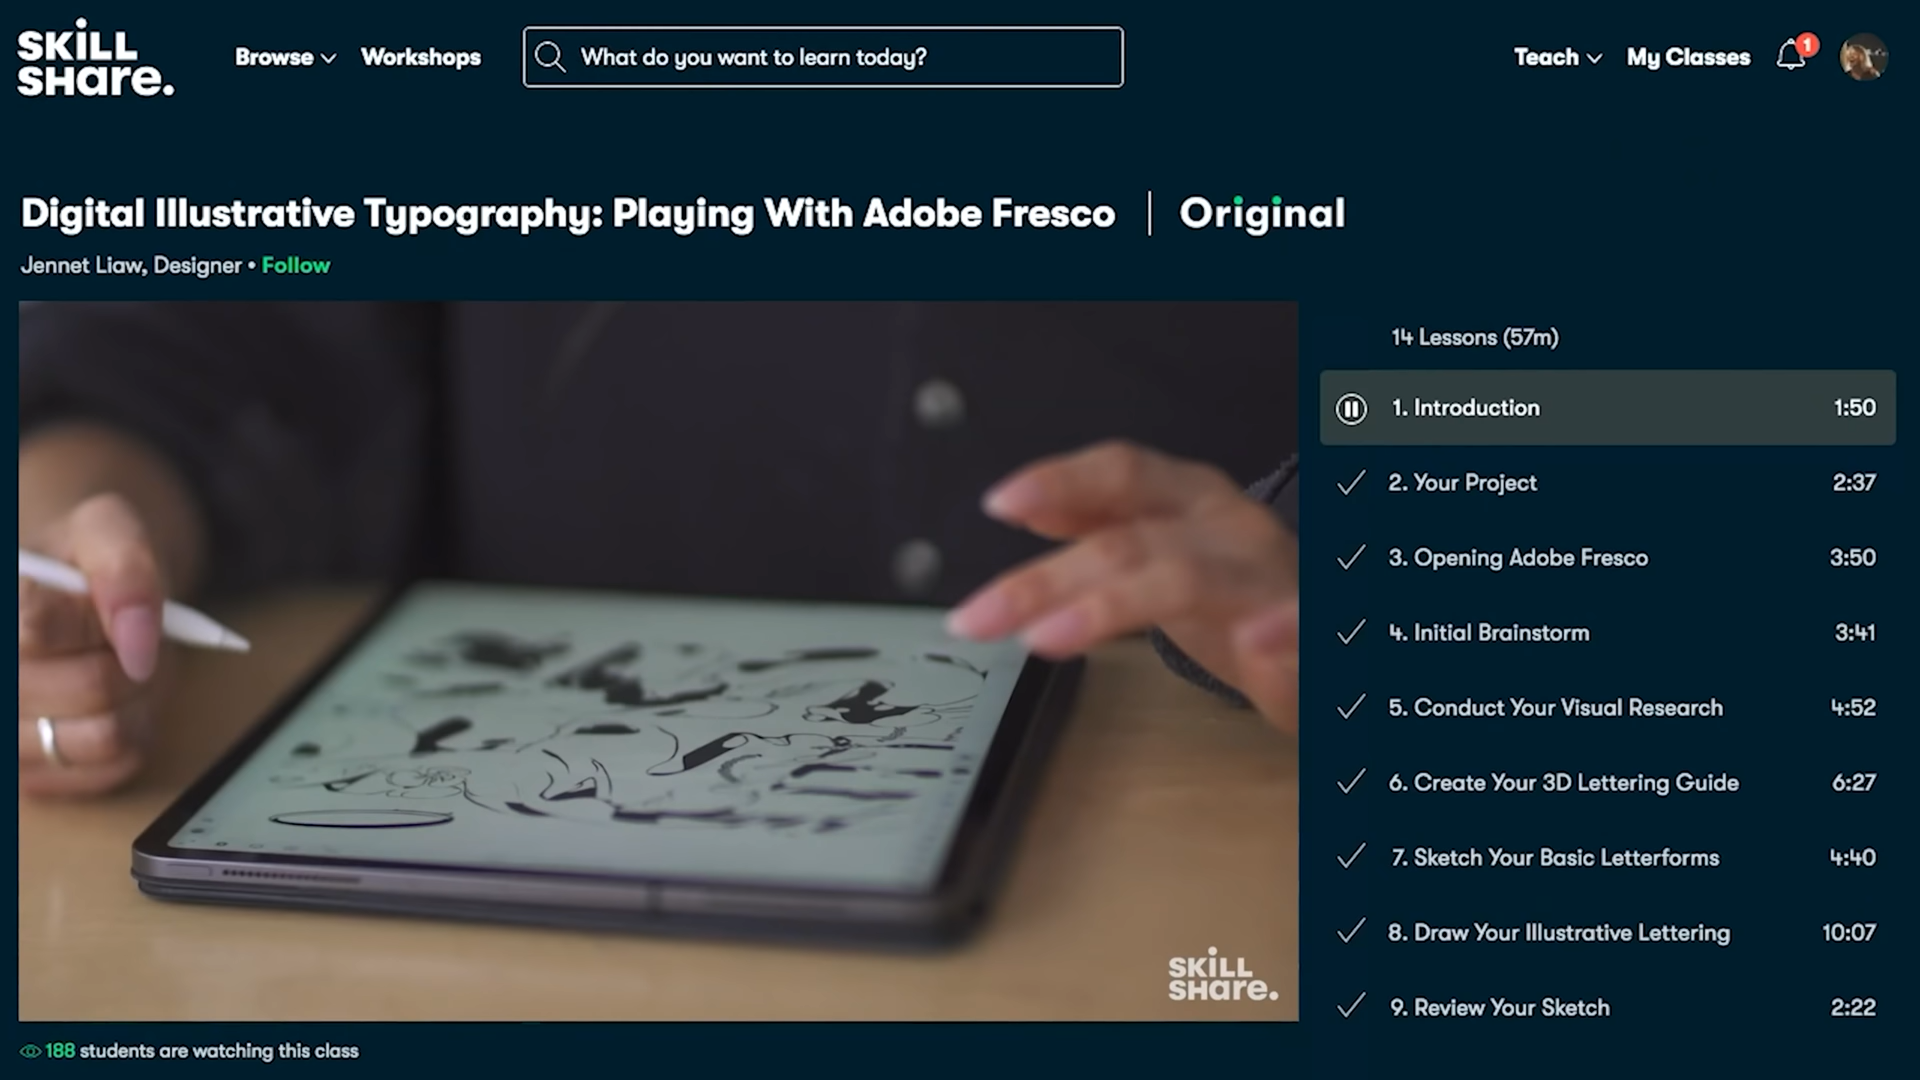 SKILL
SHare.
Browse
Workshops
What do you want to learn today?
Teach
My Classes
1
Digital Illustrative Typography: Playing With Adobe Fresco | Original
Jennet Liaw, Designer • Follow
14 Lessons (57m)
1. Introduction 1:50
2. Your Project 2:37
3. Opening Adobe Fresco 3:50
4. Initial Brainstorm 3:41
5. Conduct Your Visual Research 4:52
6. Create Your 3D Lettering Guide 6:27
7. Sketch Your Basic Letterforms 4:40
8. Draw Your Illustrative Lettering 10:07
9. Review Your Sketch 2:22
SKILL
SHare.
188 students are watching this class